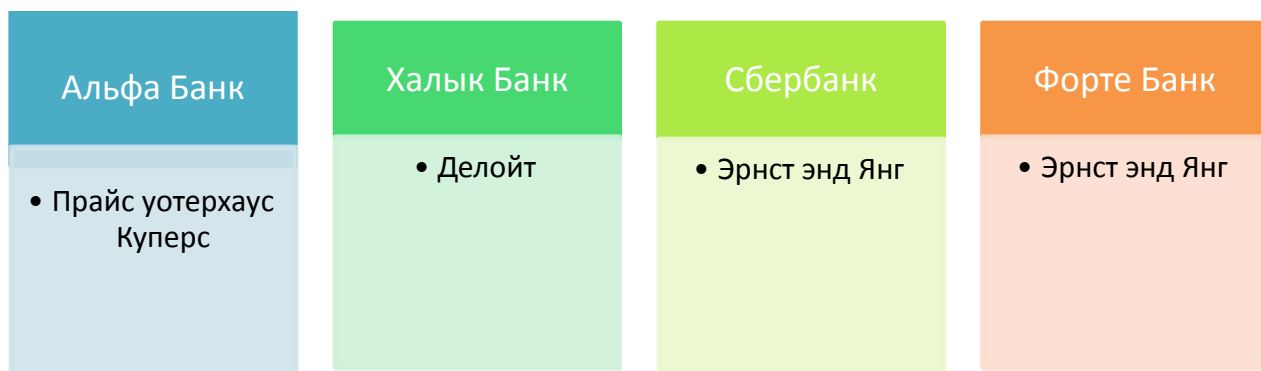 Альфа Банк
• Прайс уотерхаус
Куперс
Халык Банк
• Делойт
Сбербанк
• Эрнст энд Янг
Форте Банк
• Эрнст энд Янг